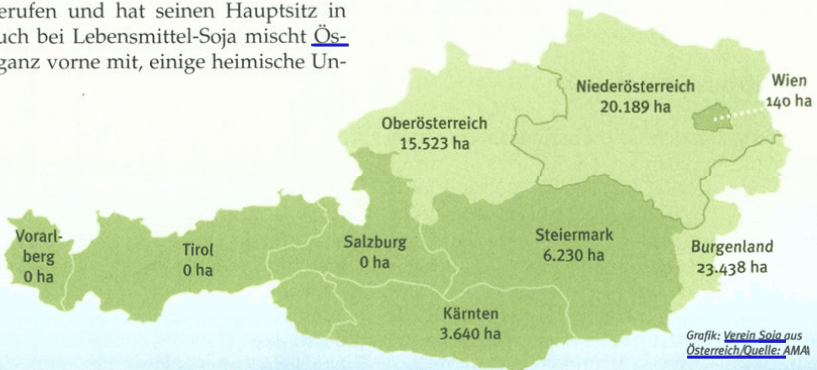 erufen und hat seinen Hauptsitz in
uch bei Lebensmittel-Soja mischt Ös-
ganz vorne mit, einige heimische Un-
Niederösterreich
20.189 ha
Wien
140 ha
Oberösterreich
15.523 ha
Vorarl-
berg
0 ha
Tirol
0 ha
Salzburg
0 ha
Steiermark
6.230 ha
Burgenland
23.438 ha
Kärnten
3.640 ha
Grafik: Verein Soja aus
Österreich/Quelle: AMA